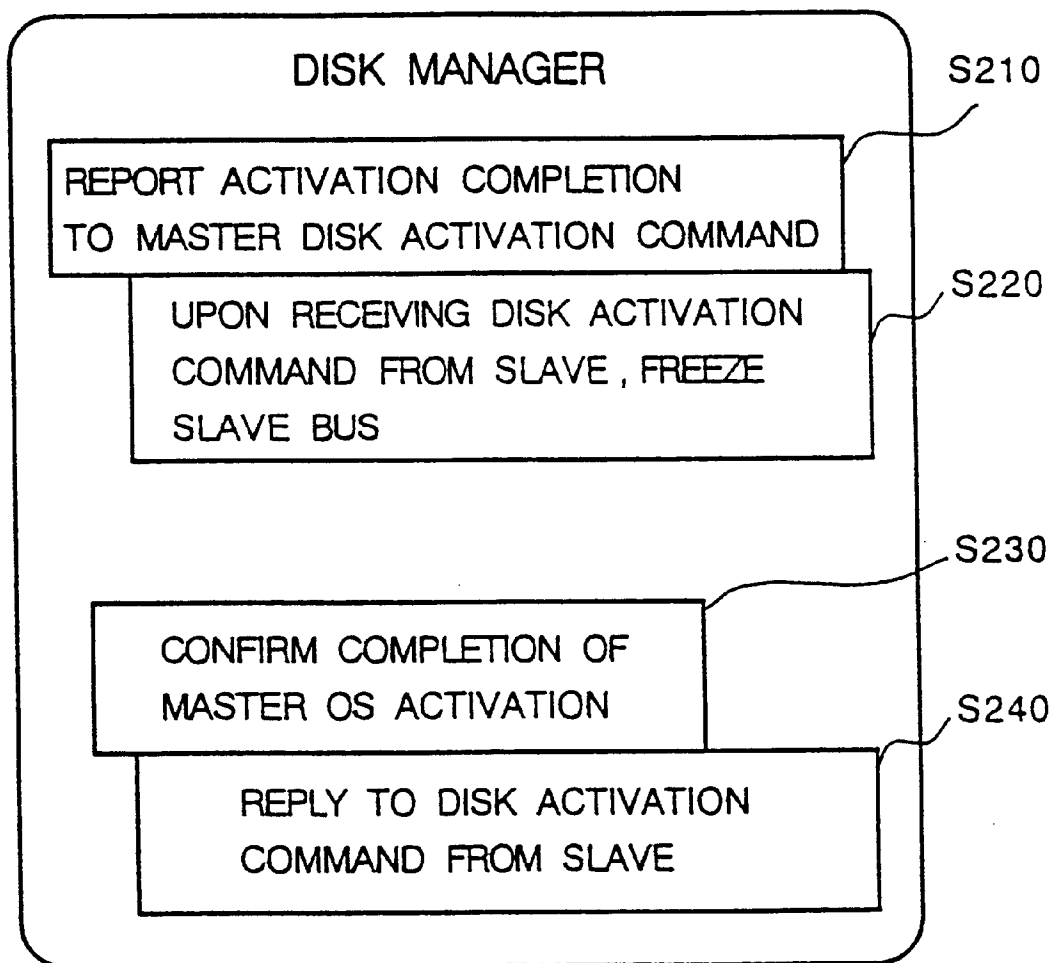 DISK MANAGER
S210
REPORT ACTIVATION COMPLETION
TO MASTER DISK ACTIVATION COMMAND
S220
UPON RECEIVING DISK ACTIVATION
COMMAND FROM SLAVE, FREEZE
SLAVE BUS
S230
CONFIRM COMPLETION OF
MASTER OS ACTIVATION
S240
REPLY TO DISK ACTIVATION
COMMAND FROM SLAVE